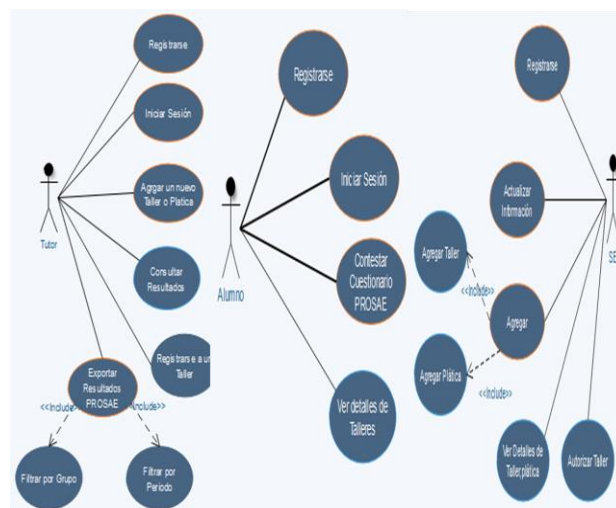 Registrarse
Iniciar Sesión
Agrgar un nuevo
Taller o Platica
Tutor
Consultar
Resultados
Registrarse a un
Taller
Exportar
Resultados
PROSAE
<<Include>>
<<Include>>
Filtrar por Grupo
Filtrar por
Periodo
Registrarse
Iniciar Sesión
Contestar
Cuestionario
PROSAE
Alumno
Ver detalles de
Talleres
Registrarse
Actualizar
Información
SE
Agregar Taller
<<Include>>
Agregar
Agregar Plática
<<Include>>
Ver Detalles de
Taller,plática
Autorizar Taller